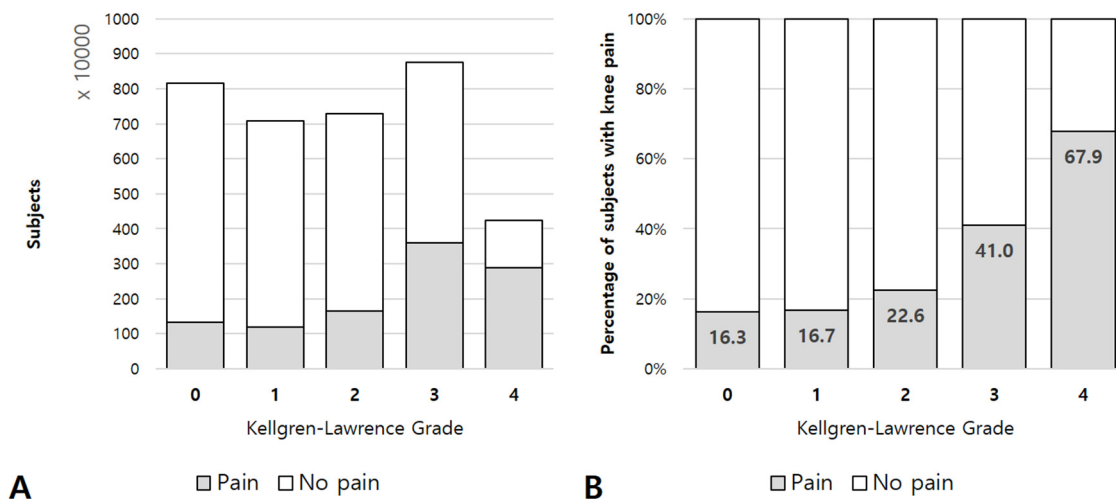 1000
900
800
700
600
500
400
300
200
100
0
x 10000
Subjects
0 1 2 3 4
Kellgren-Lawrence Grade
A
Pain No pain
100%
80%
60%
40%
20%
0%
Percentage of subjects with knee pain
16.3
16.7
22.6
41.0
67.9
0 1 2 3 4
Kellgren-Lawrence Grade
B
Pain No pain